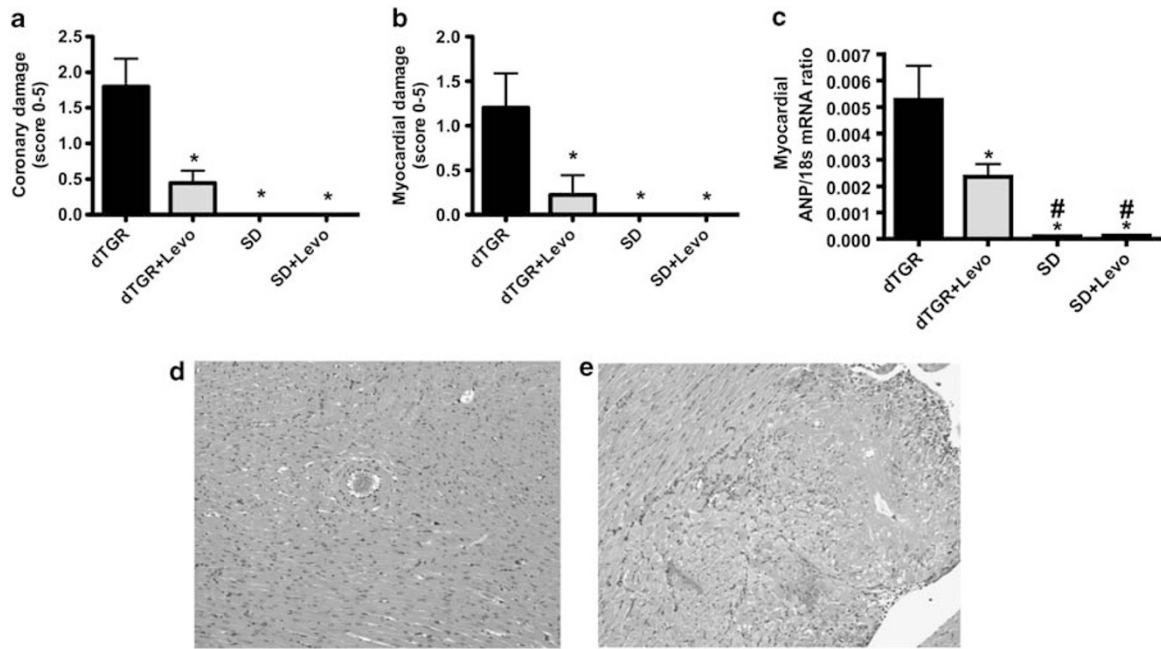 a
Coronary damage
(score 0-5)
2.5
2.0
1.5
1.0
0.5
0.0
*
*
*
dTGR
dTGR+Levo
SD
SD+Levo
b
Myocardial damage
(score 0-5)
2.0
1.5
1.0
0.5
0.0
*
*
*
dTGR
dTGR+Levo
SD
SD+Levo
c
Myocardial
ANP/18s mRNA ratio
0.007
0.006
0.005
0.004
0.003
0.002
0.001
0.000
*
#
*
#
*
dTGR
dTGR+Levo
SD
SD+Levo
d
e